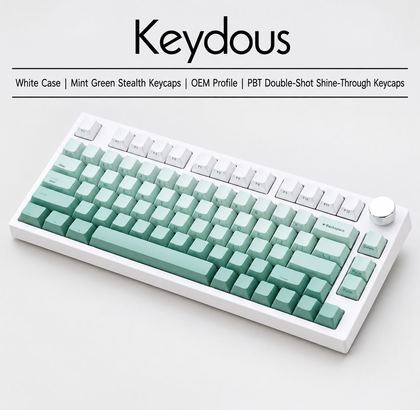 Keydous
White Case | Mint Green Stealth Keycaps | OEM Profile | PBT Double-Shot Shine-Through Keycaps